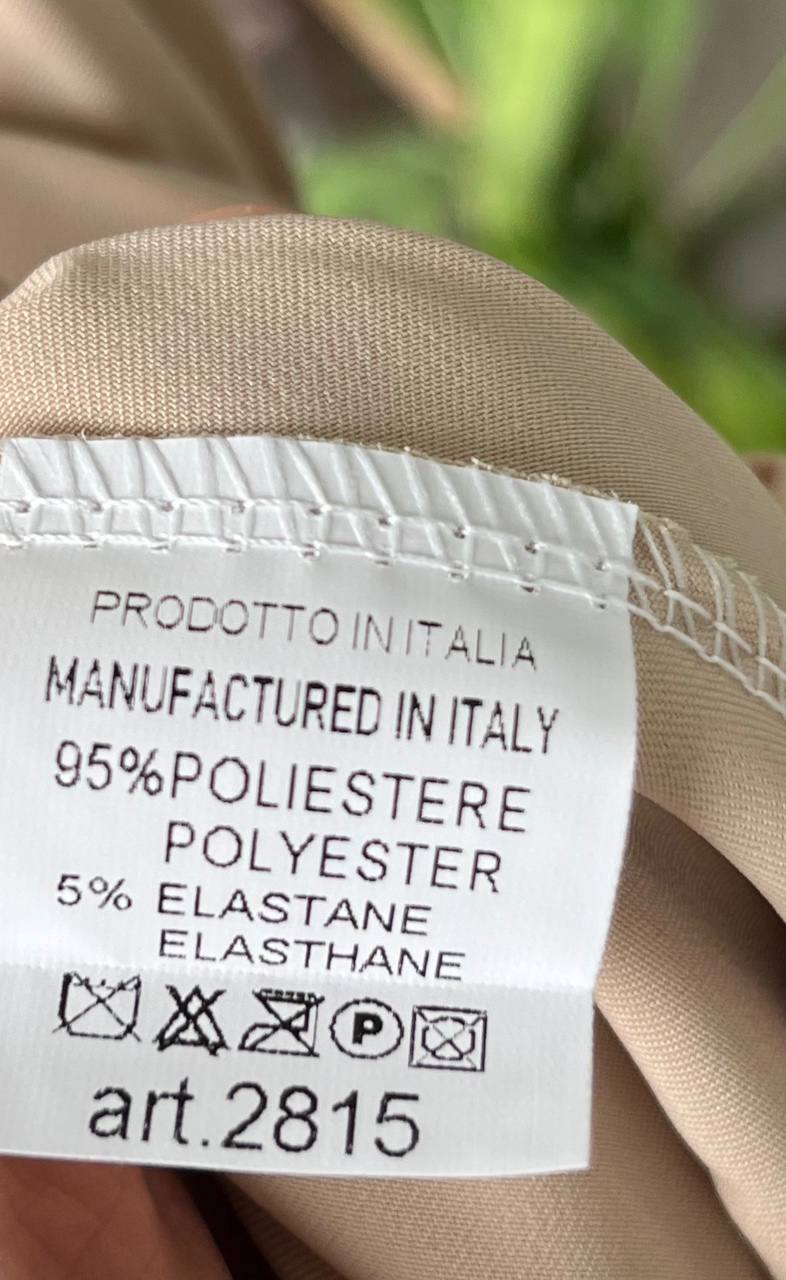 PRODOTTO IN ITALIA
MANUFACTURED IN ITALY
95%POLIESTERE
POLYESTER
5% ELASTANE
ELASTHANE
P
art.2815